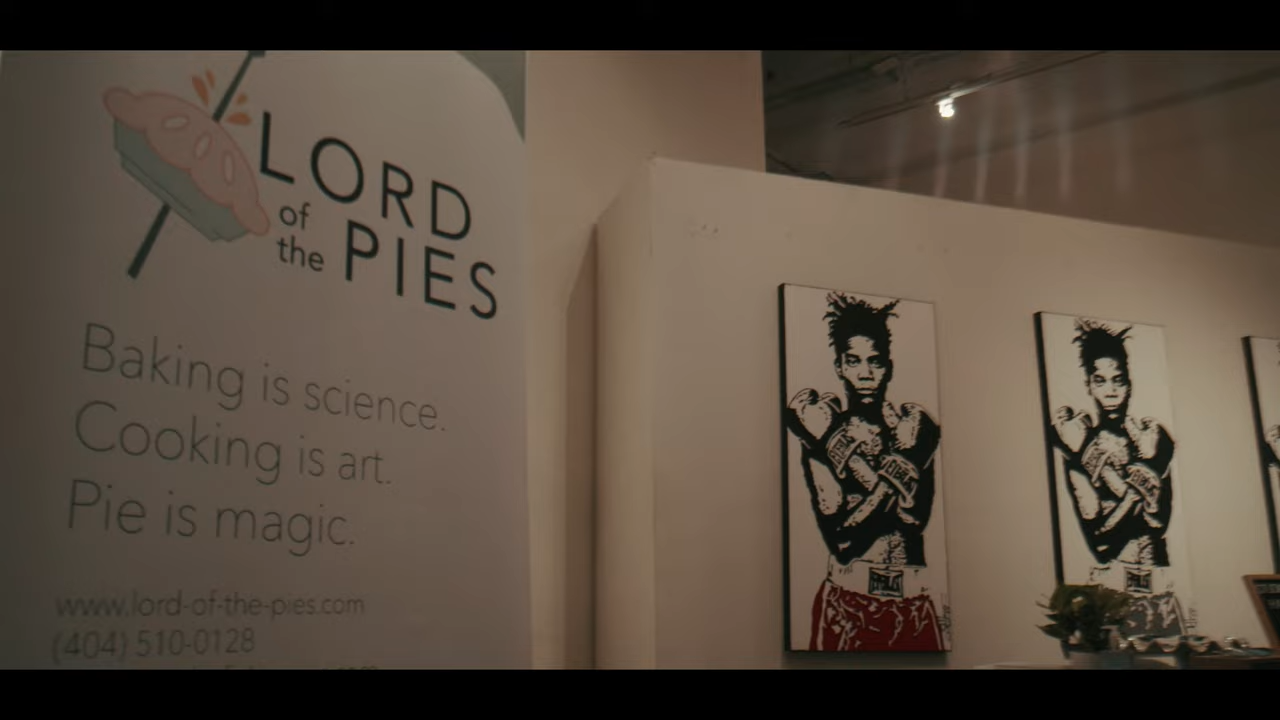 LORD
of
the PIES
Baking is science.
Cooking is art.
Pie is magic.
www.lord-of-the-pies.com
(404) 510-0128